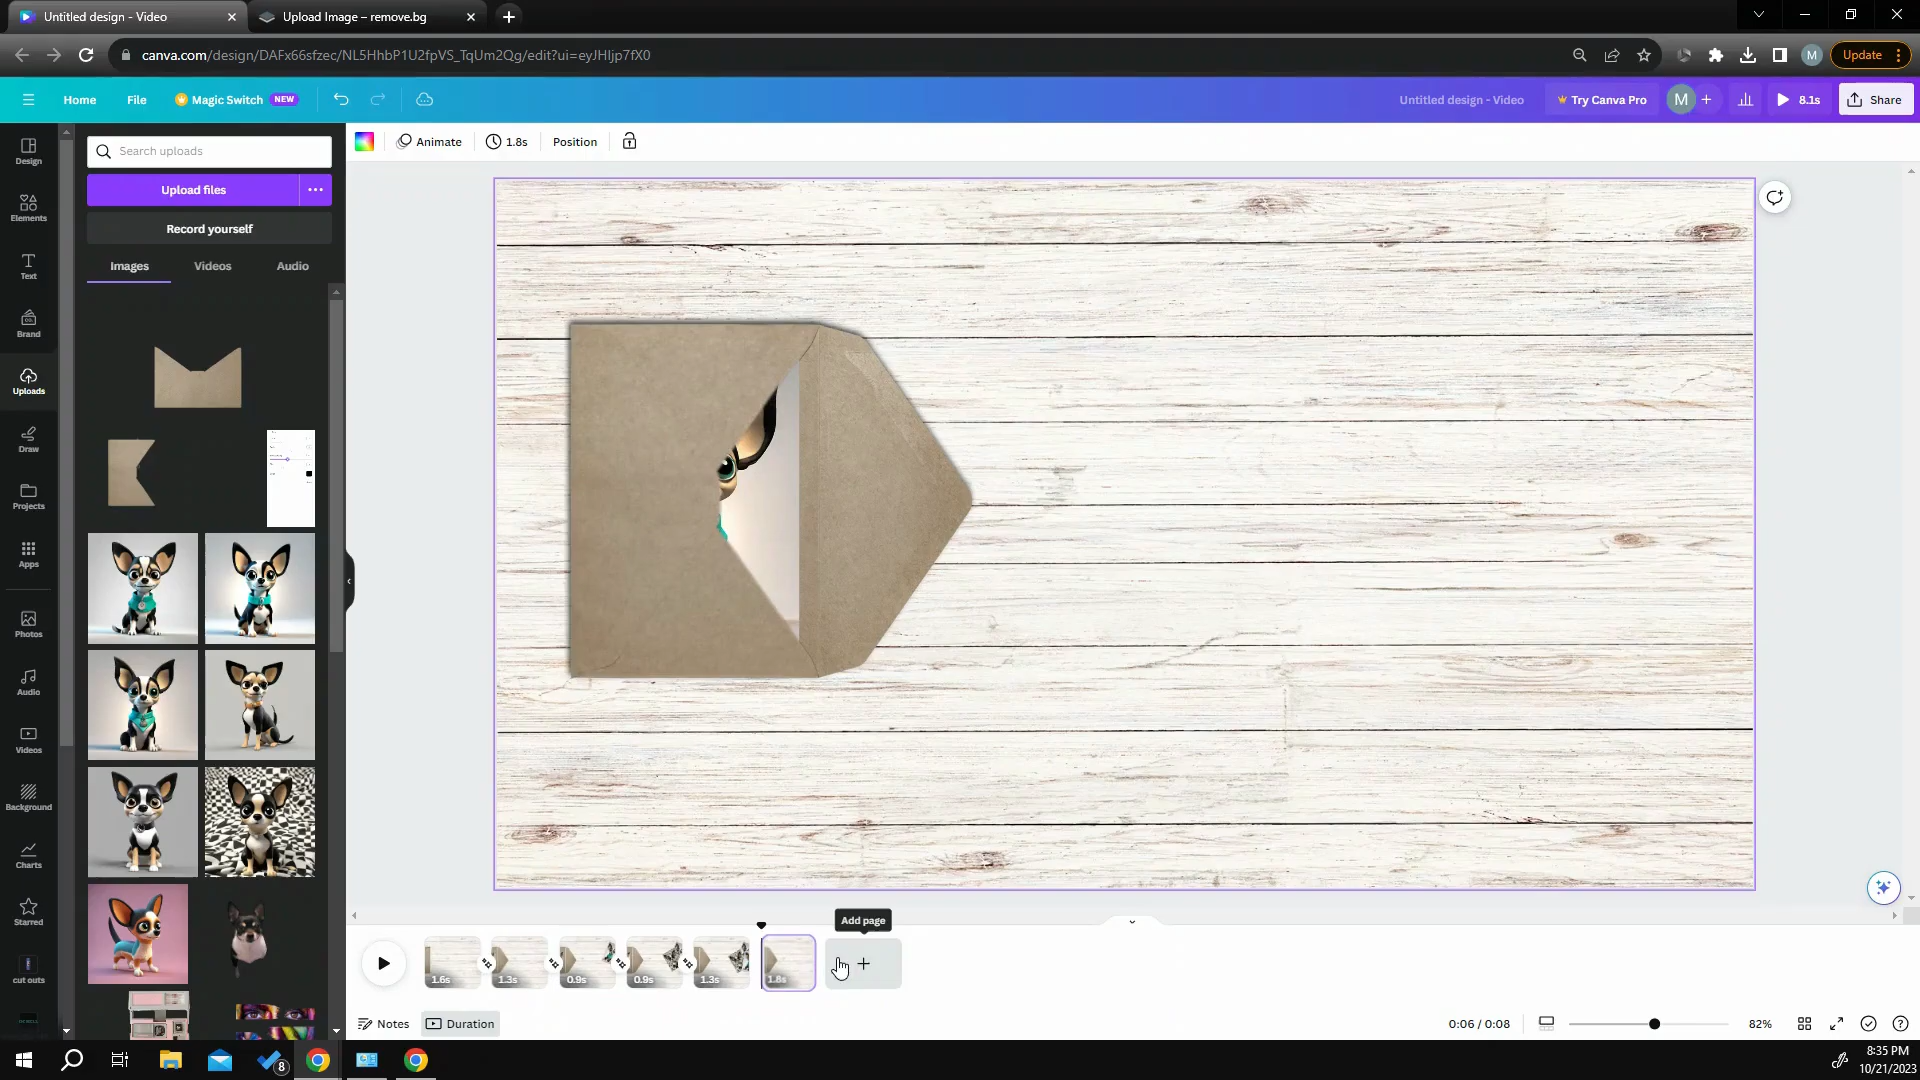 Untitled design - Video
Upload Image – remove.bg
canva.com/design/DAFx66sfzec/NL5HhbP1U2fpVS_TqUm2Qg/edit?ui=eyJHIjp7fX0
M
Update
Home
File
Magic Switch
NEW
Untitled design - Video
Try Canva Pro
M
8.1s
Share
Animate
1.8s
Position
Search uploads
Upload files
Record yourself
Images
Videos
Audio
Design
Elements
Text
Brand
Uploads
Draw
Projects
Apps
Photos
Audio
Videos
Background
Charts
Starred
cut outs
Add page
1.6s
1.3s
0.9s
0.9s
1.3s
1.8s
Notes
Duration
0:06 / 0:08
82%
8
8:35 PM
10/21/2023